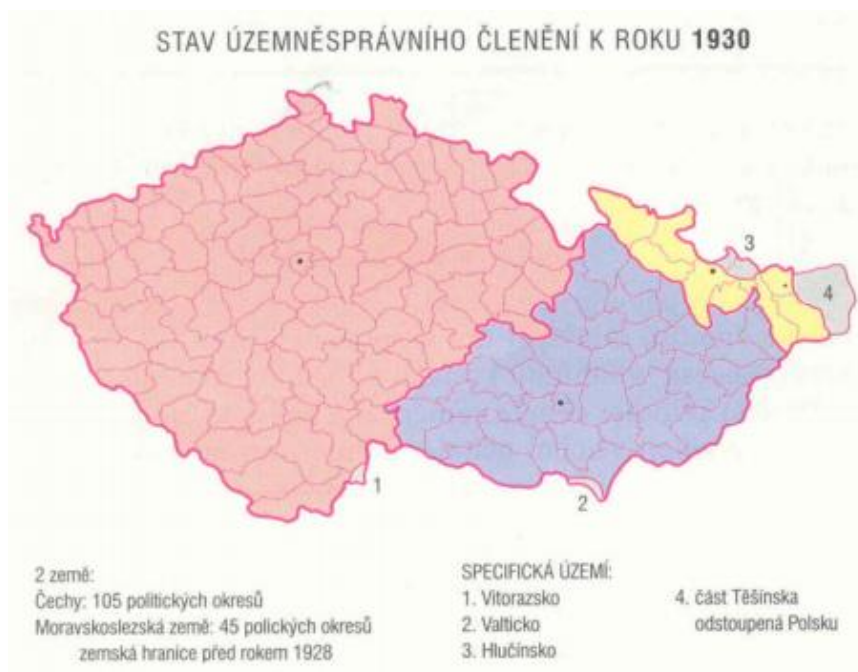 STAV ÚZEMNĚSPRÁVNÍHO ČLENĚNÍ K ROKU 1930
3
4
1
2
2 země:
Čechy: 105 politických okresů
Moravskoslezská země: 45 polických okresů
zemská hranice před rokem 1928
SPECIFICKÁ ÚZEMÍ:
1. Vitorazsko
2. Valticko
3. Hlučínsko
4. část Těšínska
odstoupená Polsku